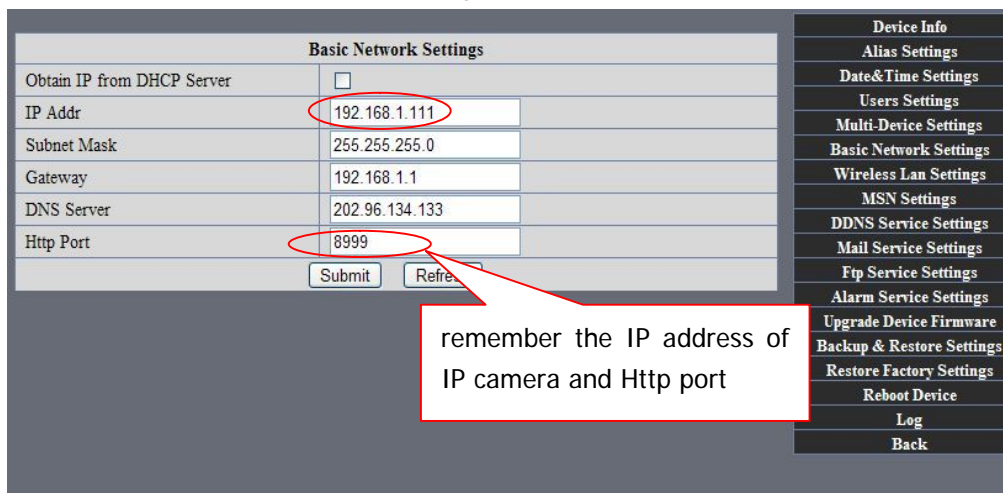 Basic Network Settings
Obtain IP from DHCP Server
IP Addr 192.168.1.111
Subnet Mask 255.255.255.0
Gateway 192.168.1.1
DNS Server 202.96.134.133
Http Port 8999
Submit Refre
remember the IP address of
IP camera and Http port
Device Info
Alias Settings
Date&Time Settings
Users Settings
Multi-Device Settings
Basic Network Settings
Wireless Lan Settings
MSN Settings
DDNS Service Settings
Mail Service Settings
Ftp Service Settings
Alarm Service Settings
Upgrade Device Firmware
Backup & Restore Settings
Restore Factory Settings
Reboot Device
Log
Back